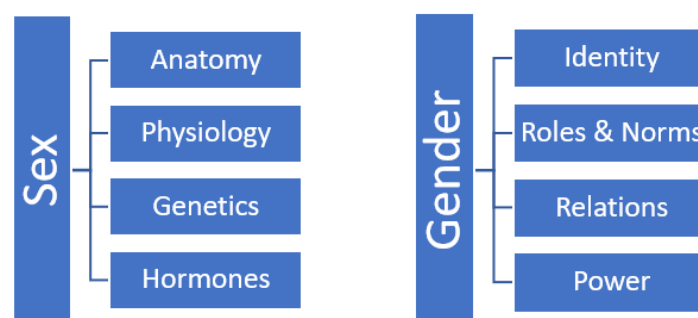 Sex
Anatomy
Physiology
Genetics
Hormones
Gender
Identity
Roles & Norms
Relations
Power